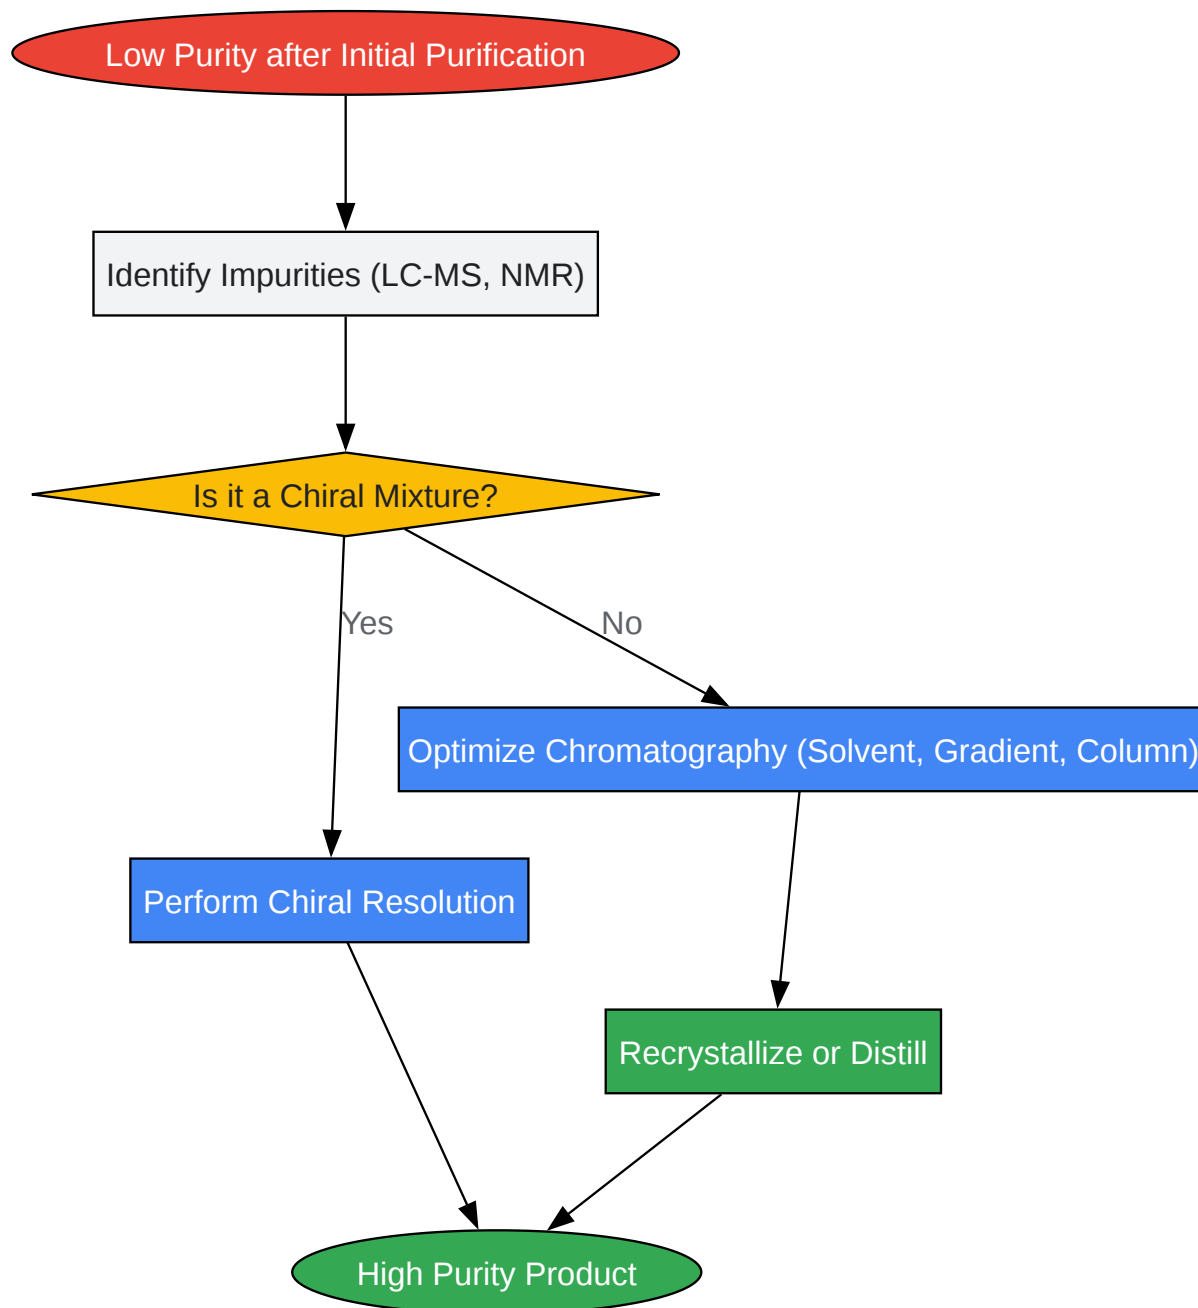 Low Purity after Initial Purification
Identify Impurities (LC-MS, NMR)
Is it a Chiral Mixture?
Yes
No
Optimize Chromatography (Solvent, Gradient, Column)
Perform Chiral Resolution
Recrystallize or Distill
High Purity Product